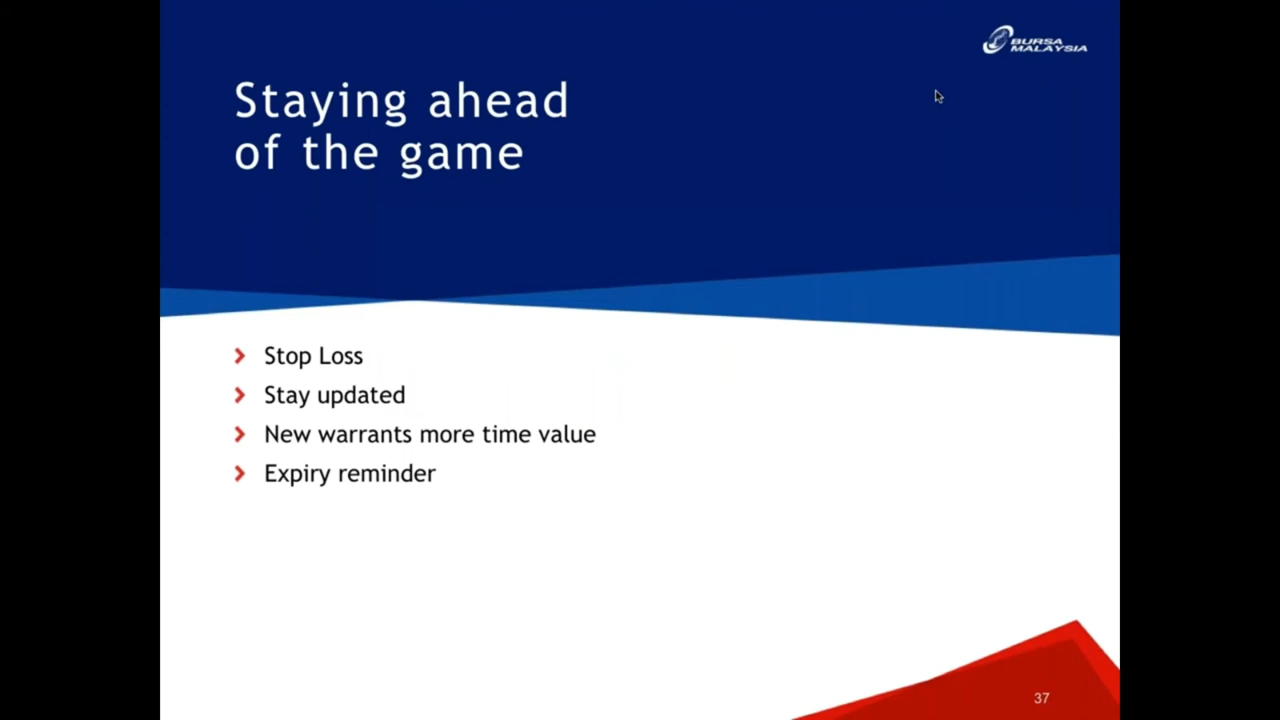 BURSA
MALAYSIA
Staying ahead
of the game
Stop Loss
Stay updated
New warrants more time value
Expiry reminder
37